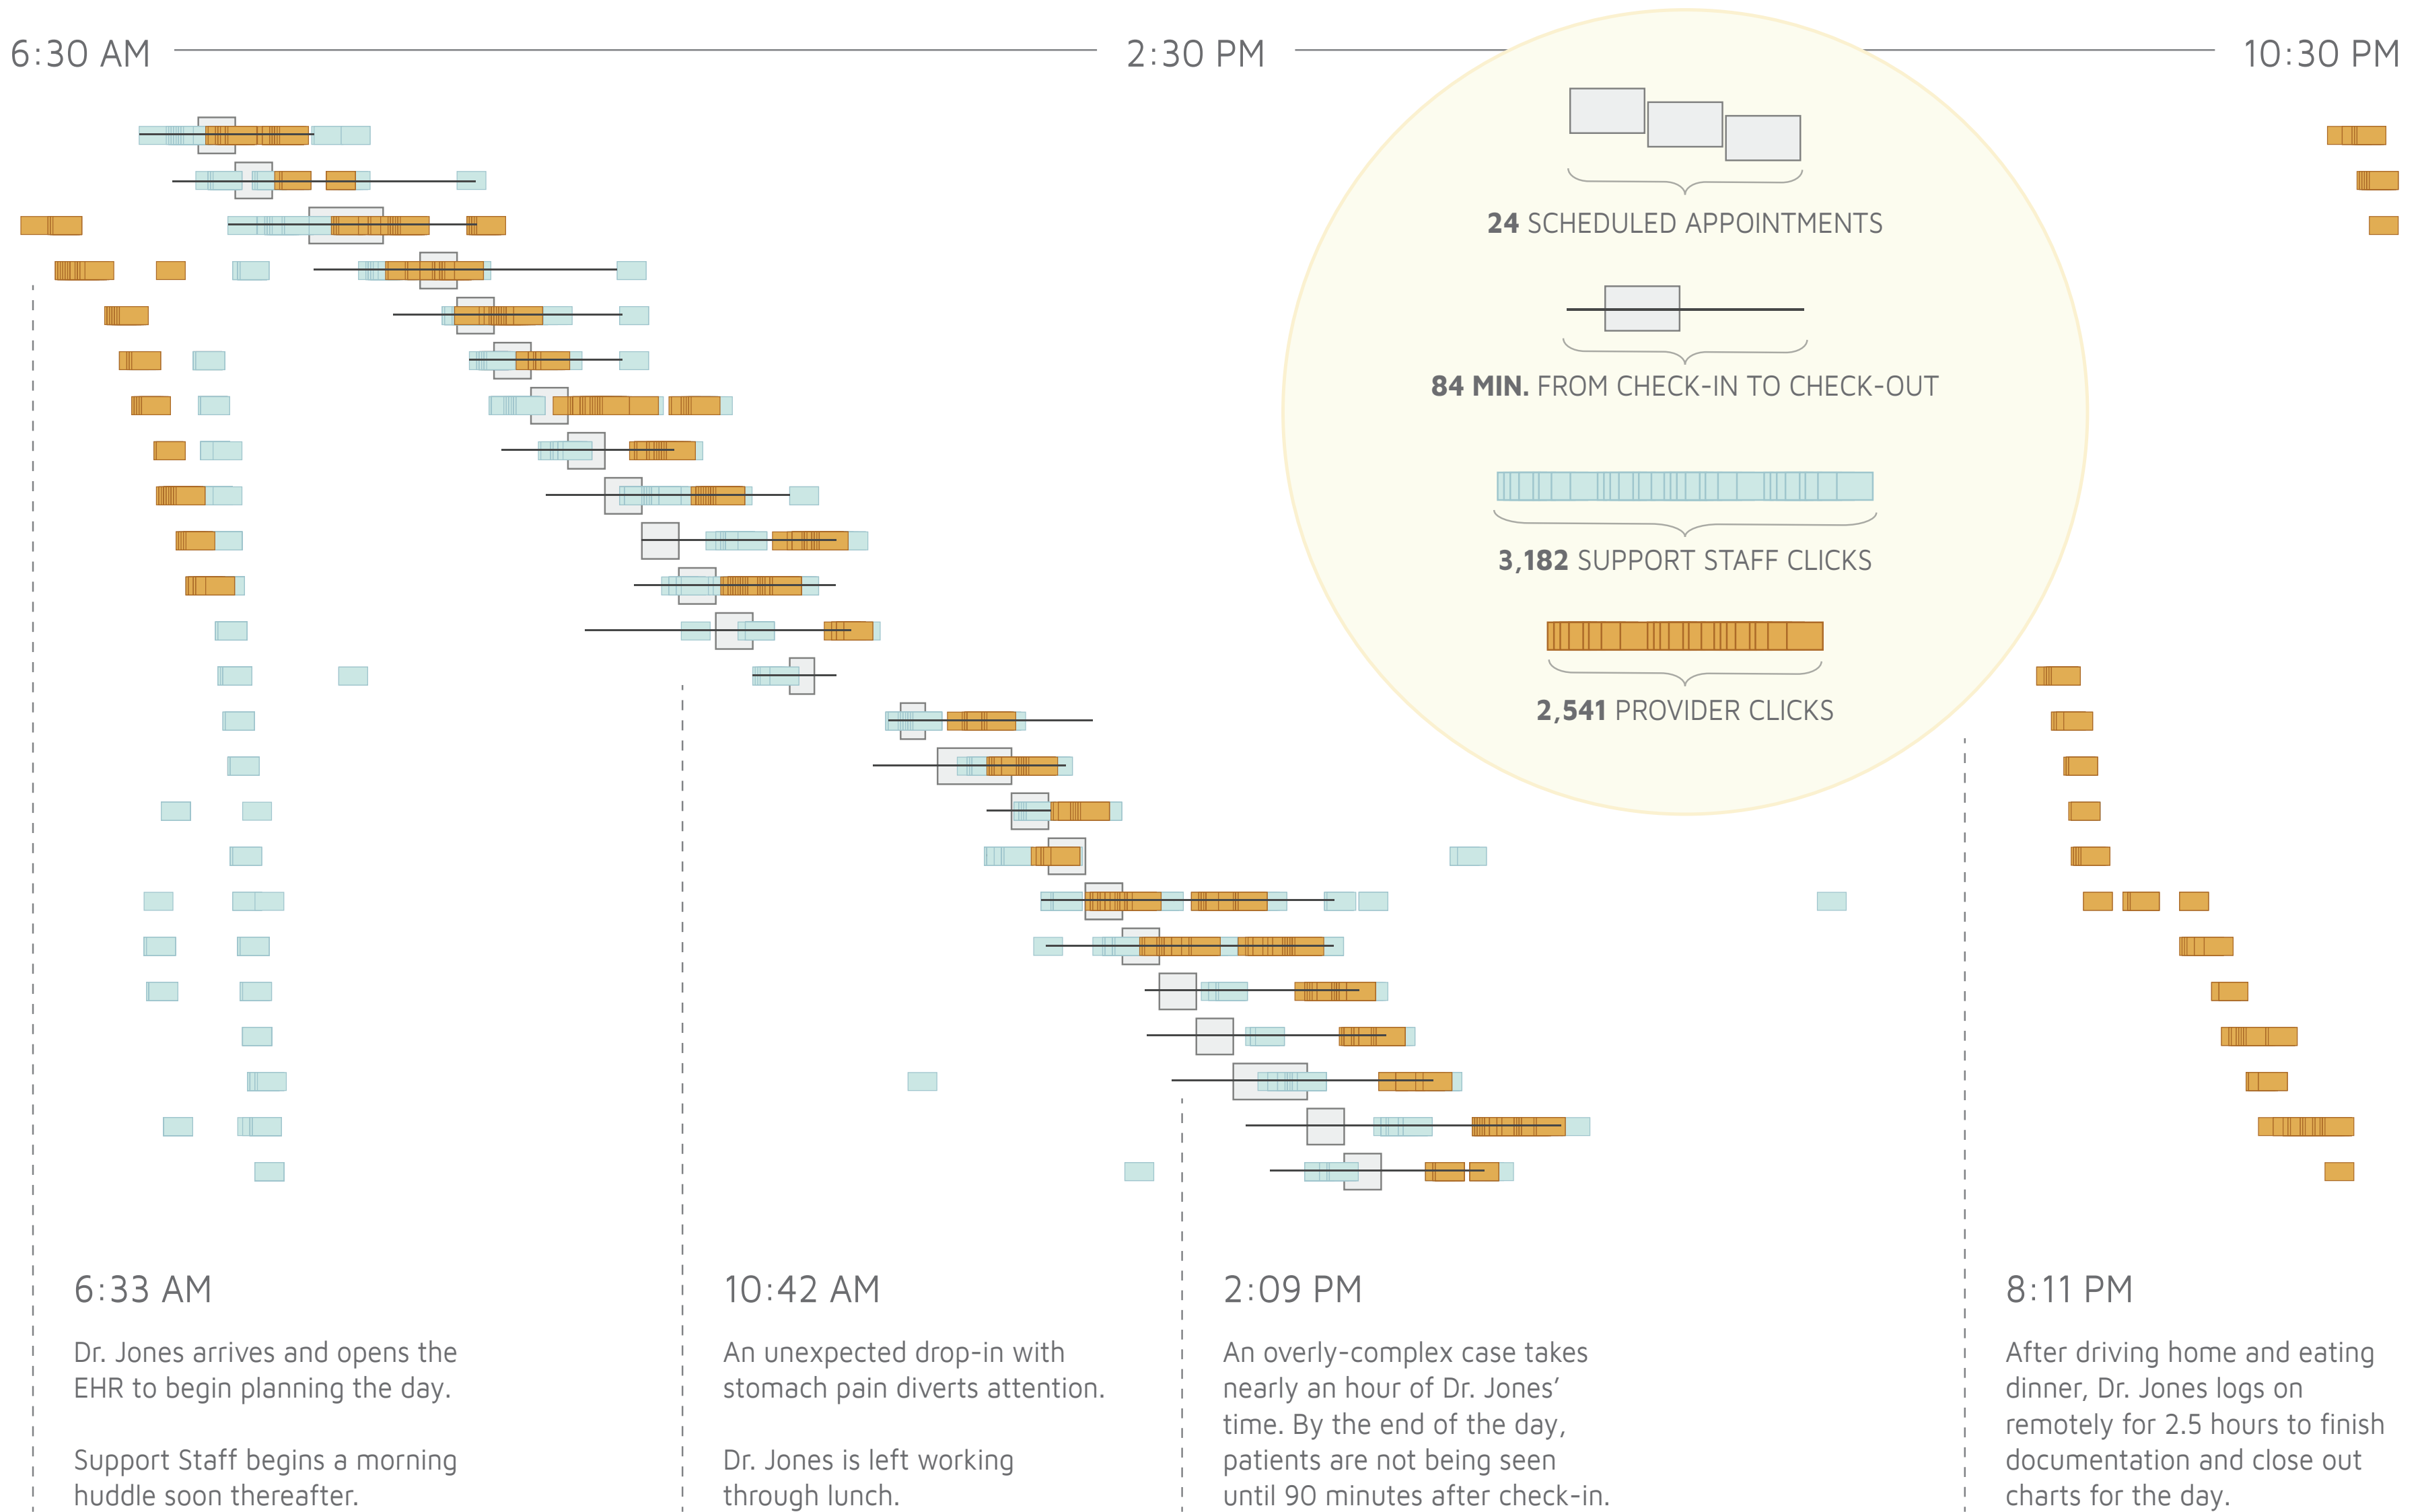 6:30 AM
2:30 PM
10:30 PM
24 SCHEDULED APPOINTMENTS
84 MIN. FROM CHECK-IN TO CHECK-OUT
3,182 SUPPORT STAFF CLICKS
2,541 PROVIDER CLICKS
6:33 AM
Dr. Jones arrives and opens the
EHR to begin planning the day.
Support Staff begins a morning
huddle soon thereafter.
10:42 AM
An unexpected drop-in with
stomach pain diverts attention.
Dr. Jones is left working
through lunch.
2:09 PM
An overly-complex case takes
nearly an hour of Dr. Jones’
time. By the end of the day,
patients are not being seen
until 90 minutes after check-in.
8:11 PM
After driving home and eating
dinner, Dr. Jones logs on
remotely for 2.5 hours to finish
documentation and close out
charts for the day.